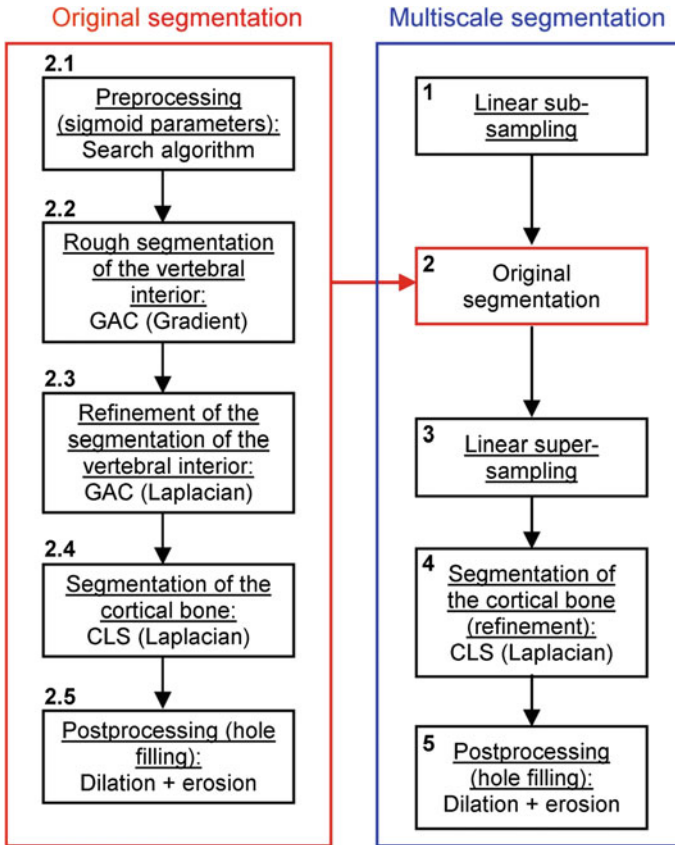 Original segmentation
2.1
Preprocessing
(sigmoid parameters):
Search algorithm
2.2
Rough segmentation
of the vertebral
interior:
GAC (Gradient)
2.3
Refinement of the
segmentation of the
vertebral interior:
GAC (Laplacian)
2.4
Segmentation of the
cortical bone:
CLS (Laplacian)
2.5
Postprocessing (hole
filling):
Dilation + erosion
Multiscale segmentation
1
Linear sub-
sampling
2
Original
segmentation
3
Linear super-
sampling
4
Segmentation of
the cortical bone
(refinement):
CLS (Laplacian)
5
Postprocessing
(hole filling):
Dilation + erosion